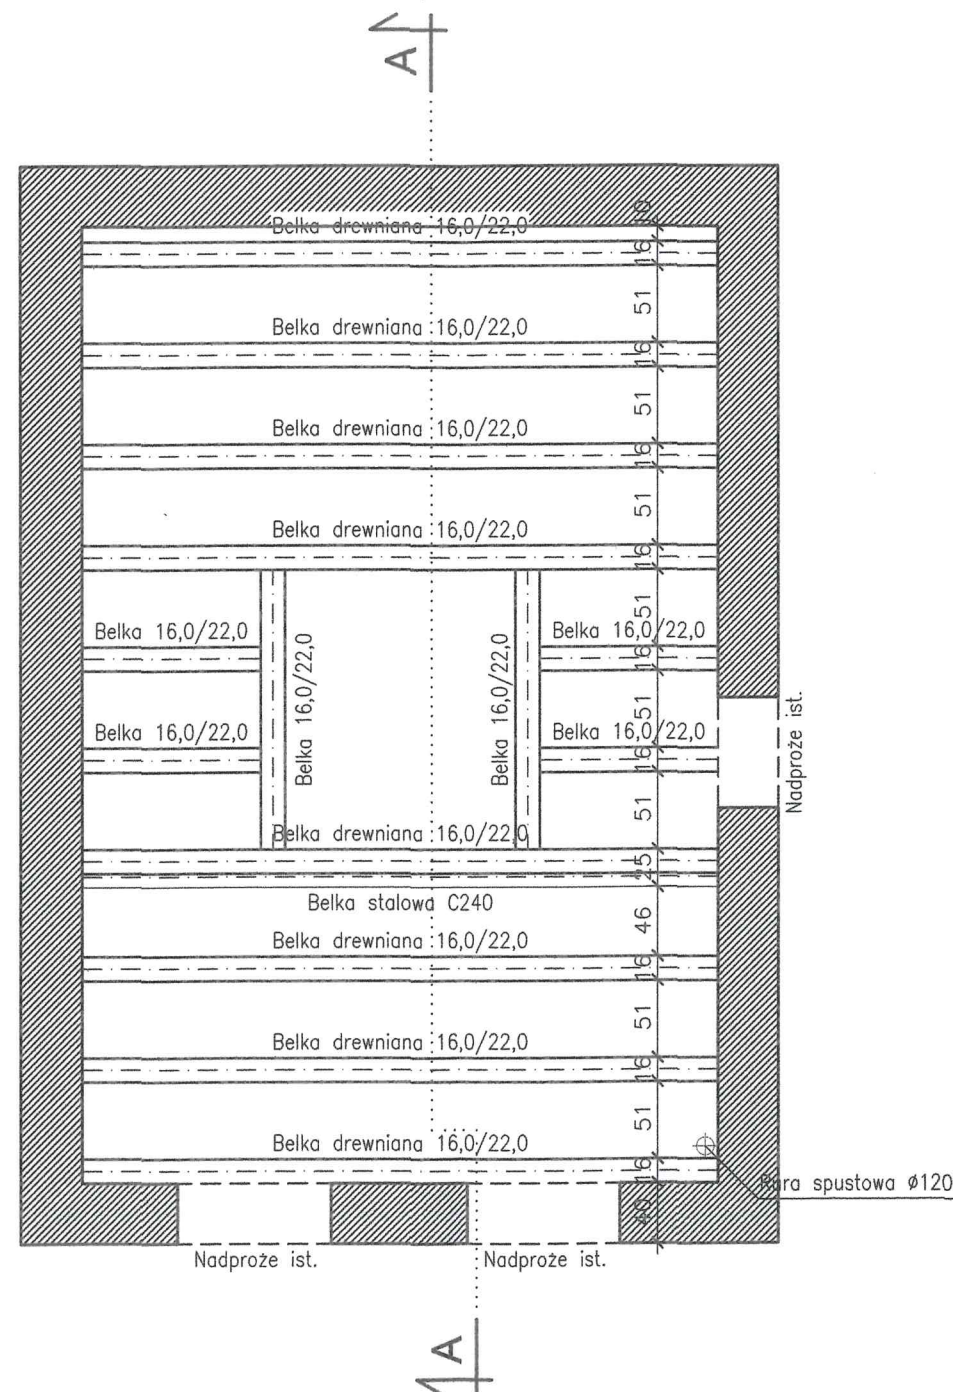 A
10
Belka drewniana 16,0/22,0
16
51
Belka drewniana 16,0/22,0
16
51
Belka drewniana 16,0/22,0
16
51
Belka drewniana 16,0/22,0
16
51
Belka 16,0/22,0
Belka 16,0/22,0
16
Belka 16,0/22,0
Belka 16,0/22,0
51
Belka 16,0/22,0
Belka 16,0/22,0
16
Nadproże ist.
51
Belka drewniana 16,0/22,0
25
Belka stalowa C240
46
Belka drewniana 16,0/22,0
16
51
Belka drewniana 16,0/22,0
16
51
Belka drewniana 16,0/22,0
16
Rura spustowa Ø120
40
Nadproże ist.
Nadproże ist.
A